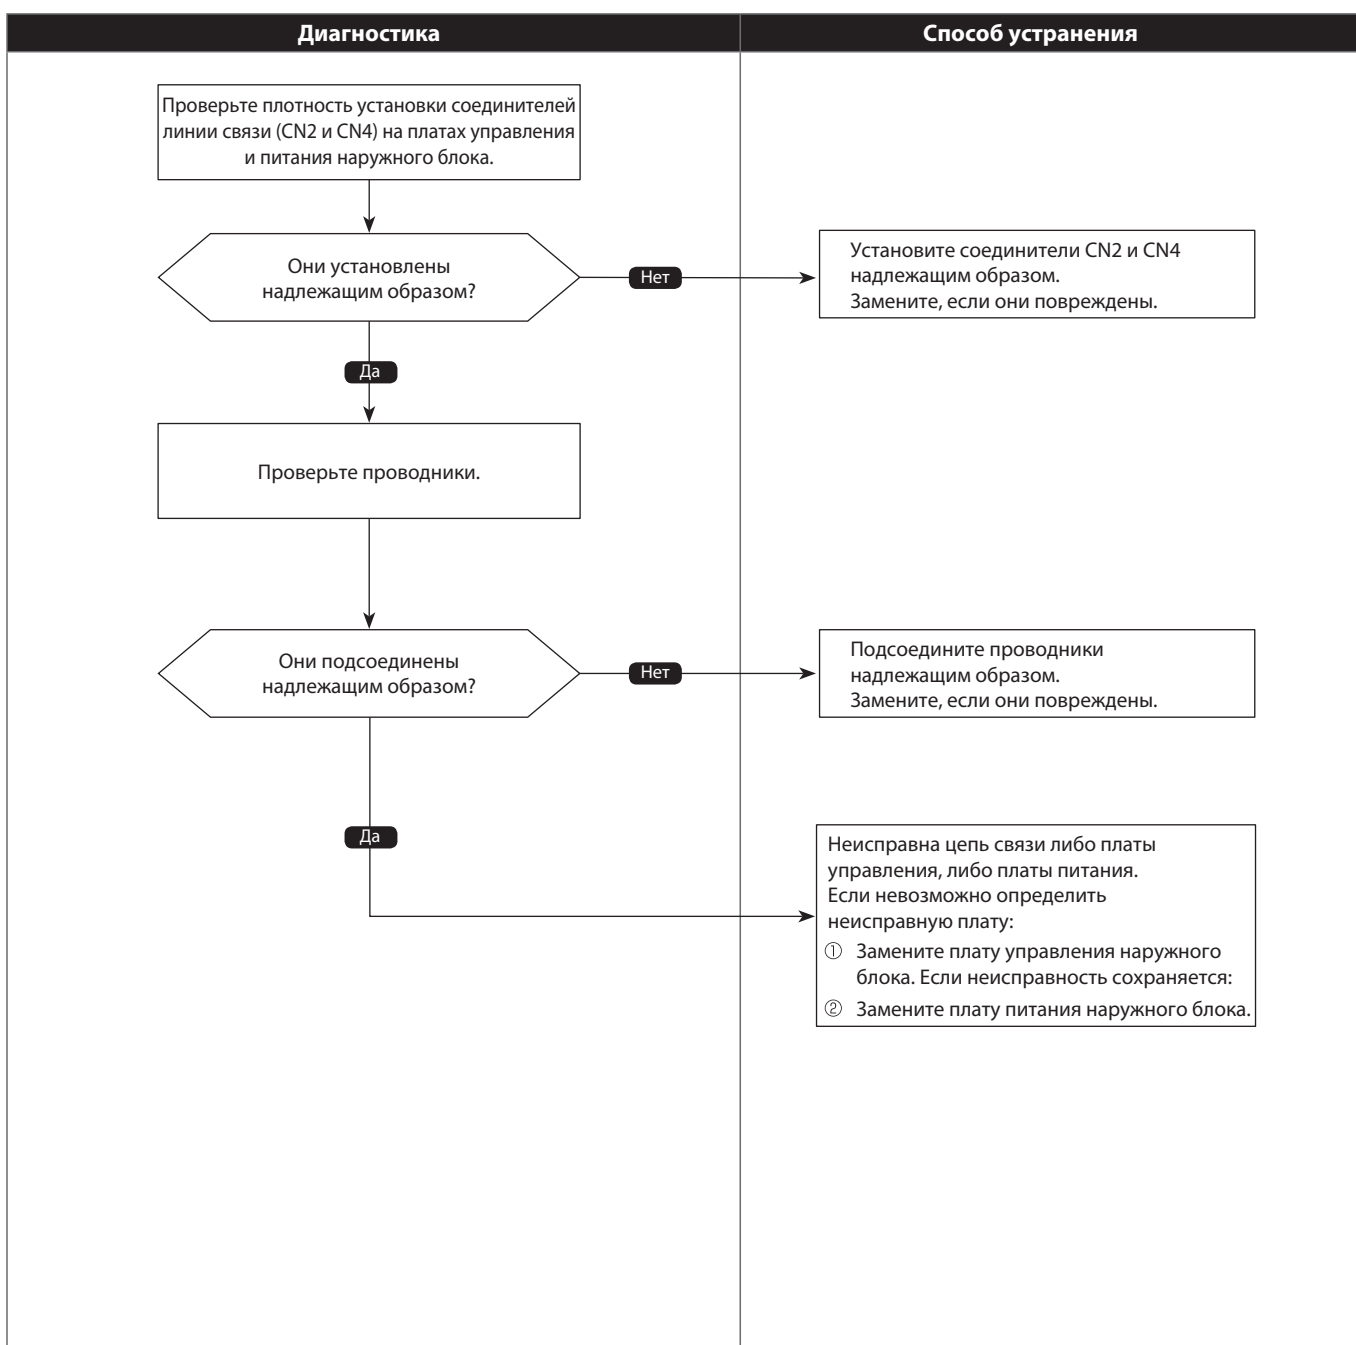 Диагностика
Способ устранения
Проверьте плотность установки соединителей
линии связи (CN2 и CN4) на платах управления
и питания наружного блока.
Они установлены
надлежащим образом?
Нет
Установите соединители CN2 и CN4
надлежащим образом.
Замените, если они повреждены.
Да
Проверьте проводники.
Они подсоединены
надлежащим образом?
Нет
Подсоедините проводники
надлежащим образом.
Замените, если они повреждены.
Да
Неисправна цепь связи либо платы
управления, либо платы питания.
Если невозможно определить
неисправную плату:
① Замените плату управления наружного
блока. Если неисправность сохраняется:
② Замените плату питания наружного блока.